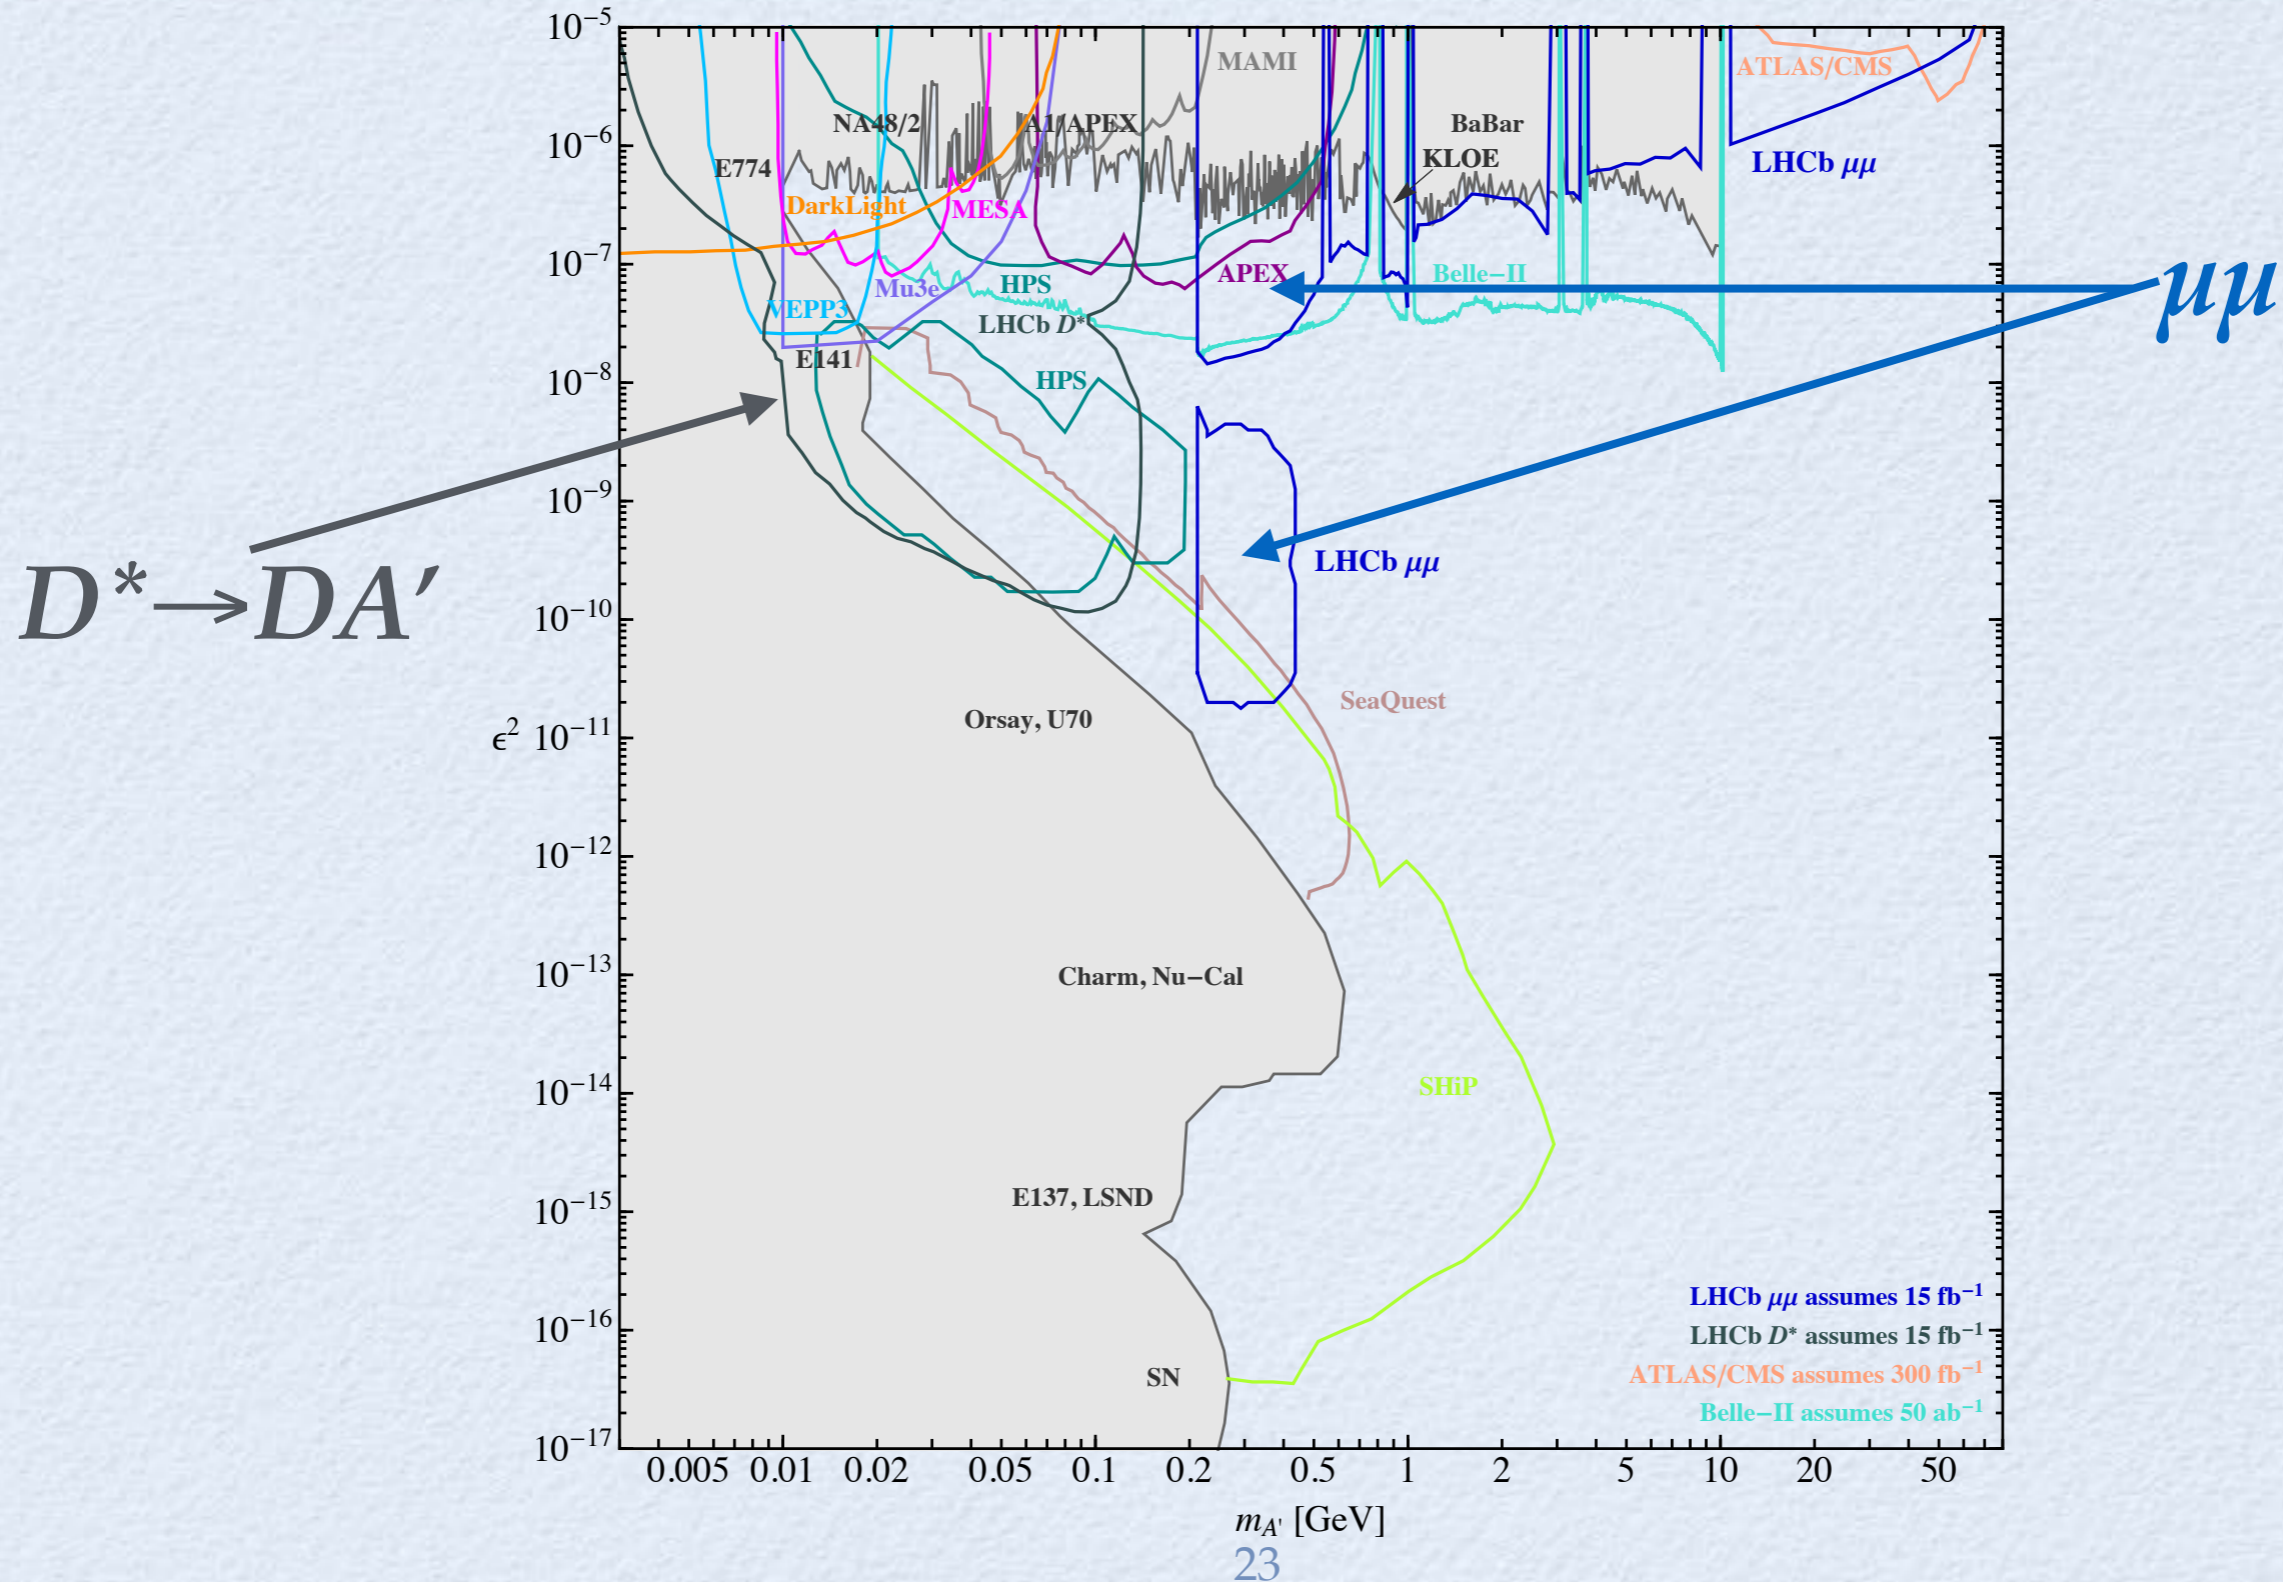 10−5
10−6
10−7
10−8
10−9
10−10
10−11
10−12
10−13
10−14
10−15
10−16
10−17
ϵ2
MAMI
ATLAS/CMS
NA48/2
A1/APEX
BaBar
E774
KLOE
LHCb μμ
DarkLight
MESA
APEX
Belle−II
μμ
Mu3e
HPS
VEPP3
LHCb D*
E141
HPS
D*→DA′
LHCb μμ
SeaQuest
Orsay, U70
Charm, Nu−Cal
SHiP
E137, LSND
SN
LHCb μμ assumes 15 fb−1
LHCb D* assumes 15 fb−1
ATLAS/CMS assumes 300 fb−1
Belle−II assumes 50 ab−1
0.005 0.01 0.02 0.05 0.1 0.2 0.5 1 2 5 10 20 50
mA' [GeV]
23